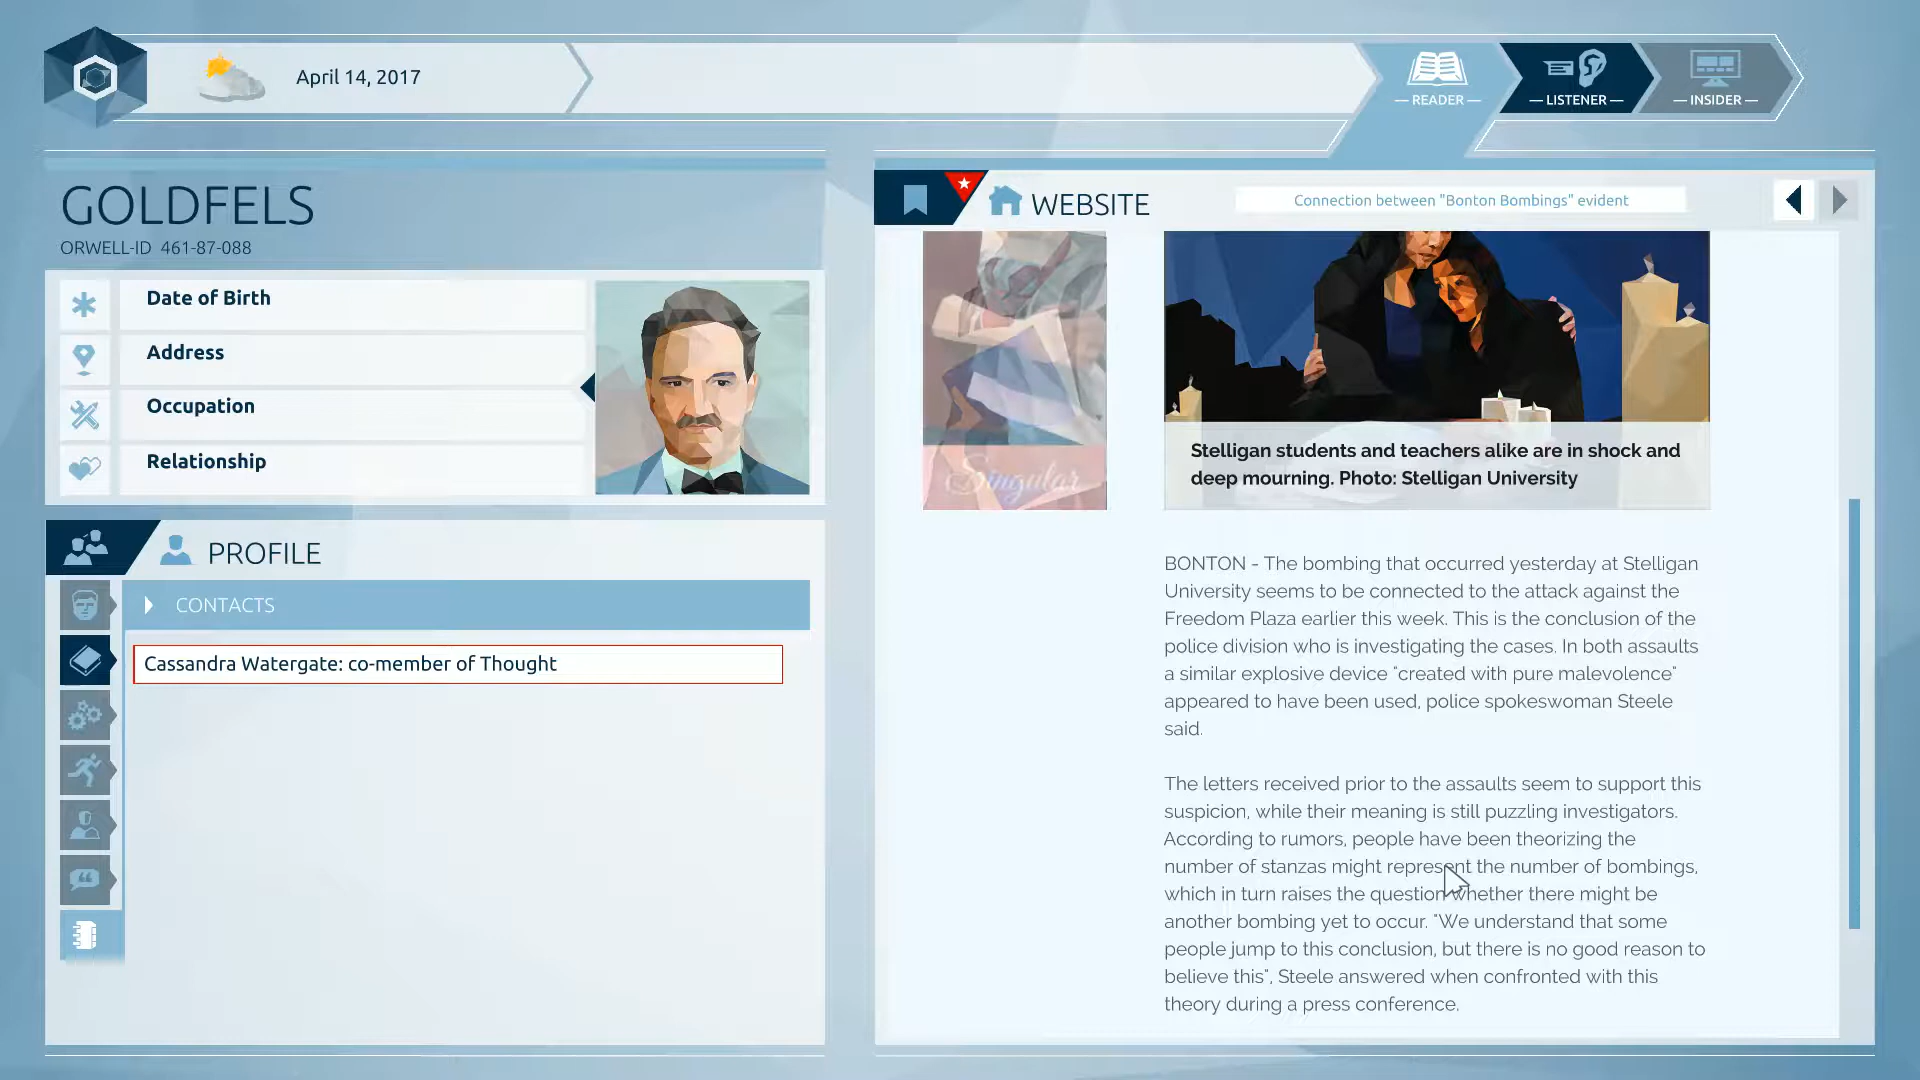 April 14, 2017
READER
LISTENER
INSIDER
GOLDFELS
ORWELL-ID 461-87-088
Date of Birth
Address
Occupation
Relationship
PROFILE
CONTACTS
Cassandra Watergate: co-member of Thought
WEBSITE
Connection between "Bonton Bombings" evident
Singular
Stelligan students and teachers alike are in shock and
deep mourning. Photo: Stelligan University
BONTON - The bombing that occurred yesterday at Stelligan
University seems to be connected to the attack against the
Freedom Plaza earlier this week. This is the conclusion of the
police division who is investigating the cases. In both assaults
a similar explosive device "created with pure malevolence"
appeared to have been used, police spokeswoman Steele
said.
The letters received prior to the assaults seem to support this
suspicion, while their meaning is still puzzling investigators.
According to rumors, people have been theorizing the
number of stanzas might represent the number of bombings,
which in turn raises the question whether there might be
another bombing yet to occur. "We understand that some
people jump to this conclusion, but there is no good reason to
believe this", Steele answered when confronted with this
theory during a press conference.